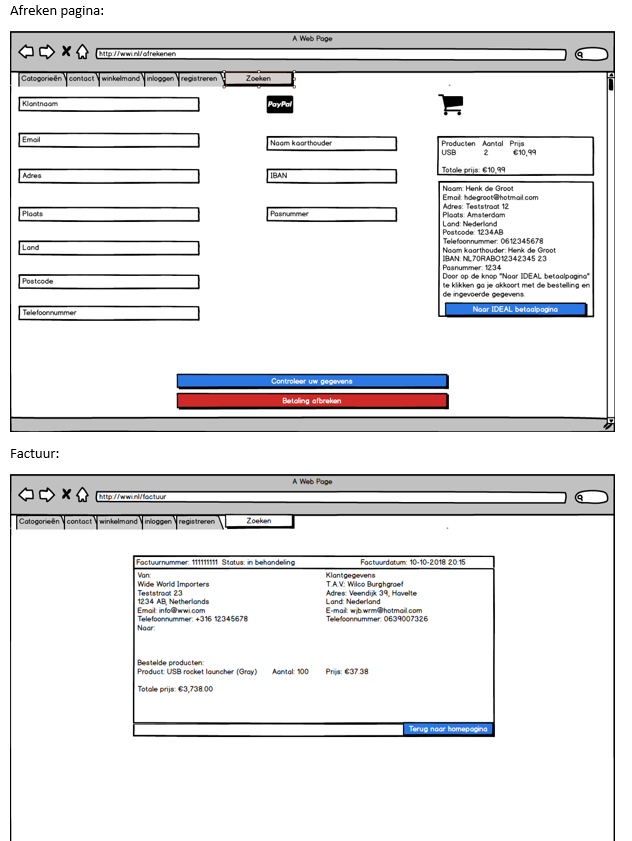 Afreken pagina:
A Web Page
http://wwi.nl/afrekenen
Catogorieën contact winkelmand inloggen registreren Zoeken
Klantnaam
Email
Adres
Plaats
Land
Postcode
Telefoonnummer
PayPal
Naam kaarthouder
IBAN
Pasnummer
Producten Aantal Prijs
USB 2 €10,99
Totale prijs: €10,99
Naam: Henk de Groot
Email: hdegroot@hotmail.com
Adres: Teststraat 12
Plaats: Amsterdam
Land: Nederland
Postcode: 1234AB
Telefoonnummer: 0612345678
Naam kaarthouder: Henk de Groot
IBAN: NL70RABO12342345 23
Pasnummer: 1234
Door op de knop "Naar IDEAL betaalpagina"
te klikken ga je akkoort met de bestelling en
de ingevoerde gegevens.
Naar IDEAL betaalpagina
Controleer uw gegevens
Betaling afbreken
Factuur:
A Web Page
http://wwi.nl/factuur
Catogorieën contact winkelmand inloggen registreren Zoeken
Factuurnummer: 111111111 Status: in behandeling Factuurdatum: 10-10-2018 20:15
Van:
Wide World Importers
Teststraat 23
1234 AB, Netherlands
Email: info@wwi.com
Telefoonnummer: +316 12345678
Naar:
Klantgegevens
T.A.V: Wilco Burghgraef
Adres: Veendijk 39, Havelte
Land: Nederland
E-mail: wjbwrm@hotmail.com
Telefoonnummer: 0639007326
Bestelde producten:
Product: USB rocket launcher (Gray) Aantal: 100 Prijs: €37.38
Totale prijs: €3,738.00
Terug naar homepagina